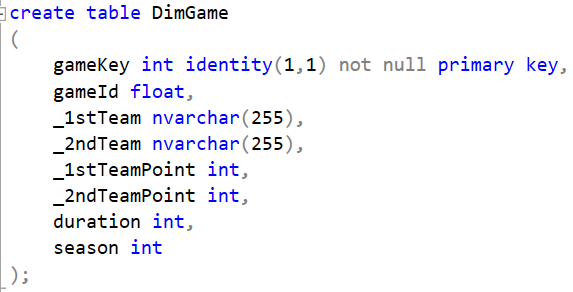 create table DimGame
(
gameKey int identity(1,1) not null primary key,
gameId float,
_1stTeam nvarchar(255),
_2ndTeam nvarchar(255),
_1stTeamPoint int,
_2ndTeamPoint int,
duration int,
season int
);